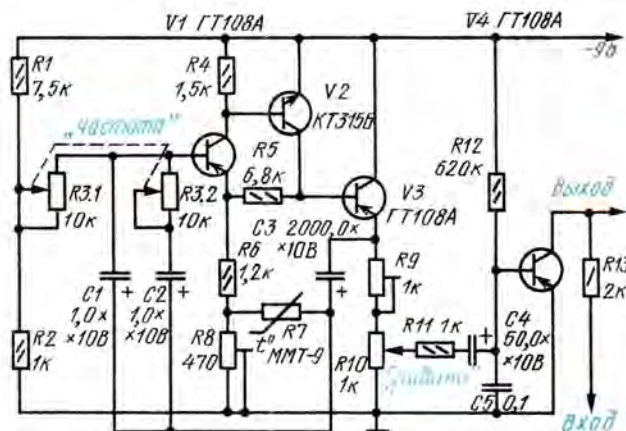 V1 ГТ108А
V4 ГТ108А
-9в
R1
7,5к
R4
1,5к
V2
КТ315Б
„частота"
R5
6,8к
R12
620к
Выход
R3.1
10к
R3.2
10к
V3
ГТ108А
C3 2000,0×
×10В
R6
1,2к
R9
1к
R13
2к
C1
1,0×
×10В
C2
1,0×
×10В
R7
t°
ММТ-9
R11 1к
C4
50,0×
×10В
R2
1к
R8
470
R10
1к
C5 0,1
Вход